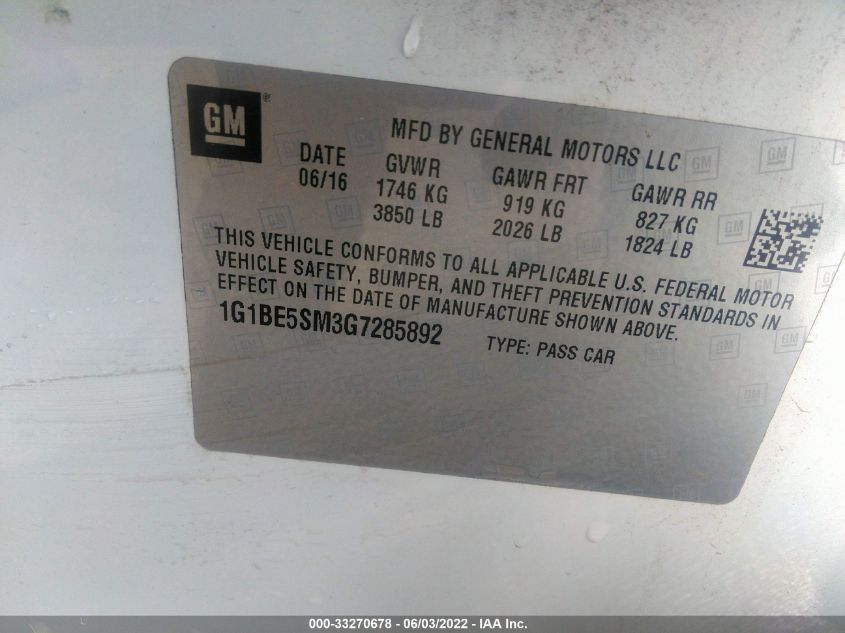 GM ®
MFD BY GENERAL MOTORS LLC
DATE GVWR GAWR FRT GAWR RR
06/16 1746 KG 919 KG 827 KG
3850 LB 2026 LB 1824 LB
THIS VEHICLE CONFORMS TO ALL APPLICABLE U.S. FEDERAL MOTOR
VEHICLE SAFETY, BUMPER, AND THEFT PREVENTION STANDARDS IN
EFFECT ON THE DATE OF MANUFACTURE SHOWN ABOVE.
1G1BE5SM3G7285892 TYPE: PASS CAR
000-33270678 - 06/03/2022 - IAA Inc.